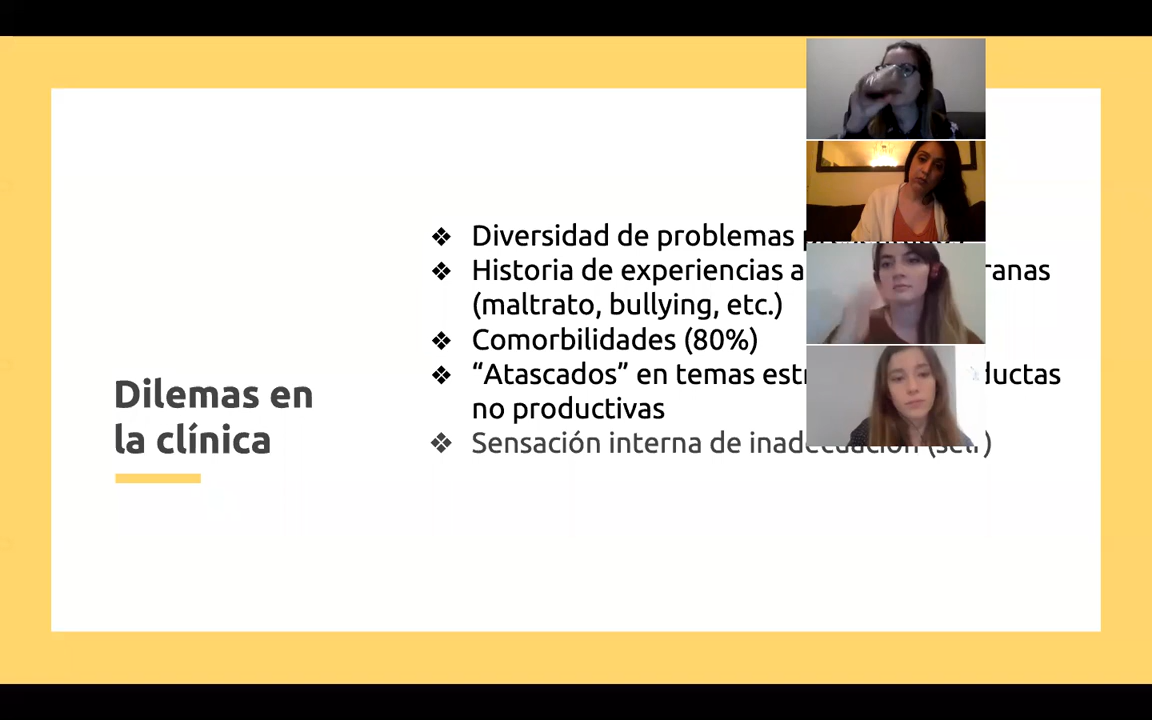 Dilemas en
la clínica
❖ Diversidad de problemas
❖ Historia de experiencias
(maltrato, bullying, etc.)
❖ Comorbilidades (80%)
❖ “Atascados” en temas
no productivas
❖ Sensación interna de inadecuación (self)